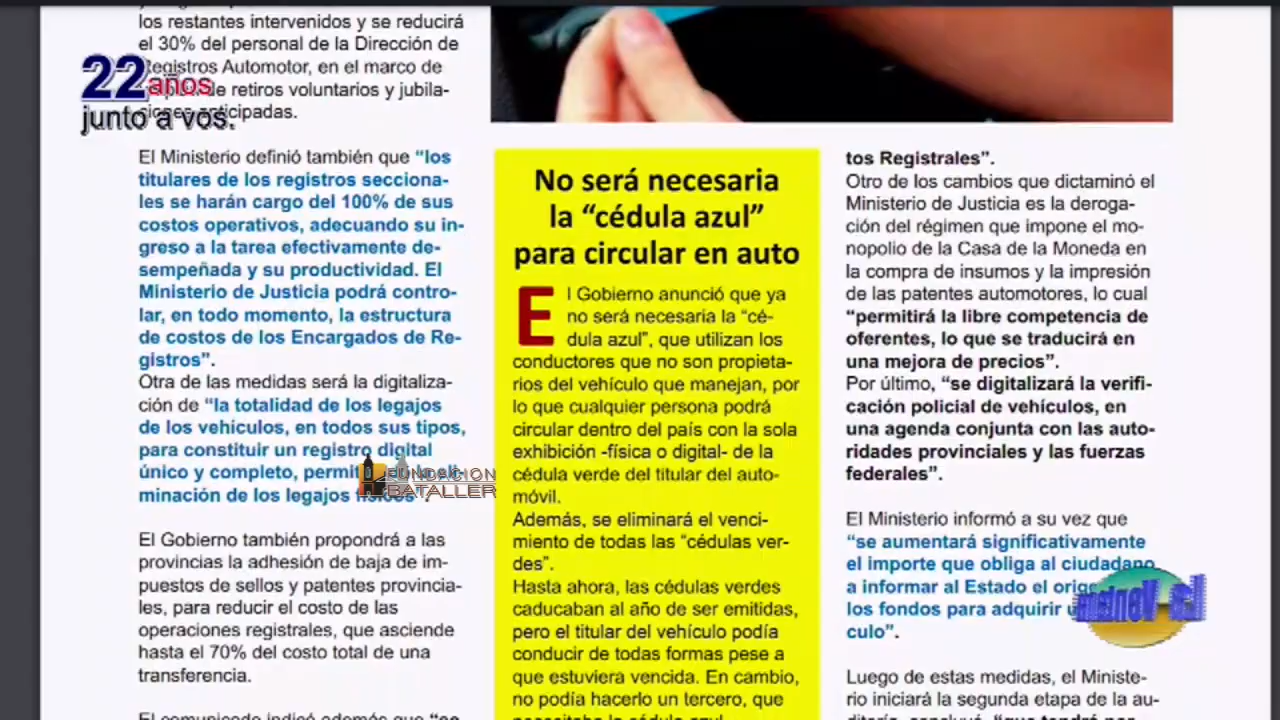 los restantes intervenidos y se reducirá
el 30% del personal de la Dirección de
Registros Automotor, en el marco de
de retiros voluntarios y jubila-
anticipadas.
22 años
junto a vos.
El Ministerio definió también que “los
titulares de los registros secciona-
les se harán cargo del 100% de sus
costos operativos, adecuando su in-
greso a la tarea efectivamente de-
sempeñada y su productividad. El
Ministerio de Justicia podrá contro-
lar, en todo momento, la estructura
de costos de los Encargados de Re-
gistros”.
Otra de las medidas será la digitaliza-
ción de “la totalidad de los legajos
de los vehículos, en todos sus tipos,
para constituir un registro digital
único y completo,
minación de los legajos físicos”.
FUNDACION
BATALLER
El Gobierno también propondrá a las
provincias la adhesión de baja de im-
puestos de sellos y patentes provincia-
les, para reducir el costo de las
operaciones registrales, que asciende
hasta el 70% del costo total de una
transferencia.
El comunicado indicó además que
No será necesaria
la “cédula azul”
para circular en auto
El Gobierno anunció que ya
no será necesaria la “cé-
dula azul”, que utilizan los
conductores que no son propieta-
rios del vehículo que manejan, por
lo que cualquier persona podrá
circular dentro del país con la sola
exhibición -física o digital- de la
cédula verde del titular del auto-
móvil.
Además, se eliminará el venci-
miento de todas las “cédulas ver-
des”.
Hasta ahora, las cédulas verdes
caducaban al año de ser emitidas,
pero el titular del vehículo podía
conducir de todas formas pese a
que estuviera vencida. En cambio,
no podía hacerlo un tercero, que
necesitaba la cédula azul.
tos Registrales”.
Otro de los cambios que dictaminó el
Ministerio de Justicia es la deroga-
ción del régimen que impone el mo-
nopolio de la Casa de la Moneda en
la compra de insumos y la impresión
de las patentes automotores, lo cual
“permitirá la libre competencia de
oferentes, lo que se traducirá en
una mejora de precios”.
Por último, “se digitalizará la verifi-
cación policial de vehículos, en
una agenda conjunta con las auto-
ridades provinciales y las fuerzas
federales”.
El Ministerio informó a su vez que
“se aumentará significativamente
el importe que obliga al ciudadano
a informar al Estado el origen
los fondos para adquirir
culo”.
Luego de estas medidas, el Ministe-
rio iniciará la segunda etapa de la au-
ditoría, concluyó, “que tendrá por